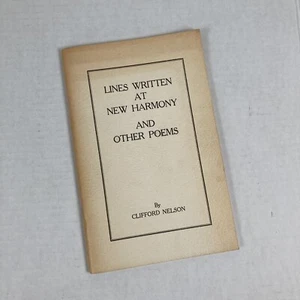 LINES WRITTEN
AT
NEW HARMONY
AND
OTHER POEMS
By
CLIFFORD NELSON